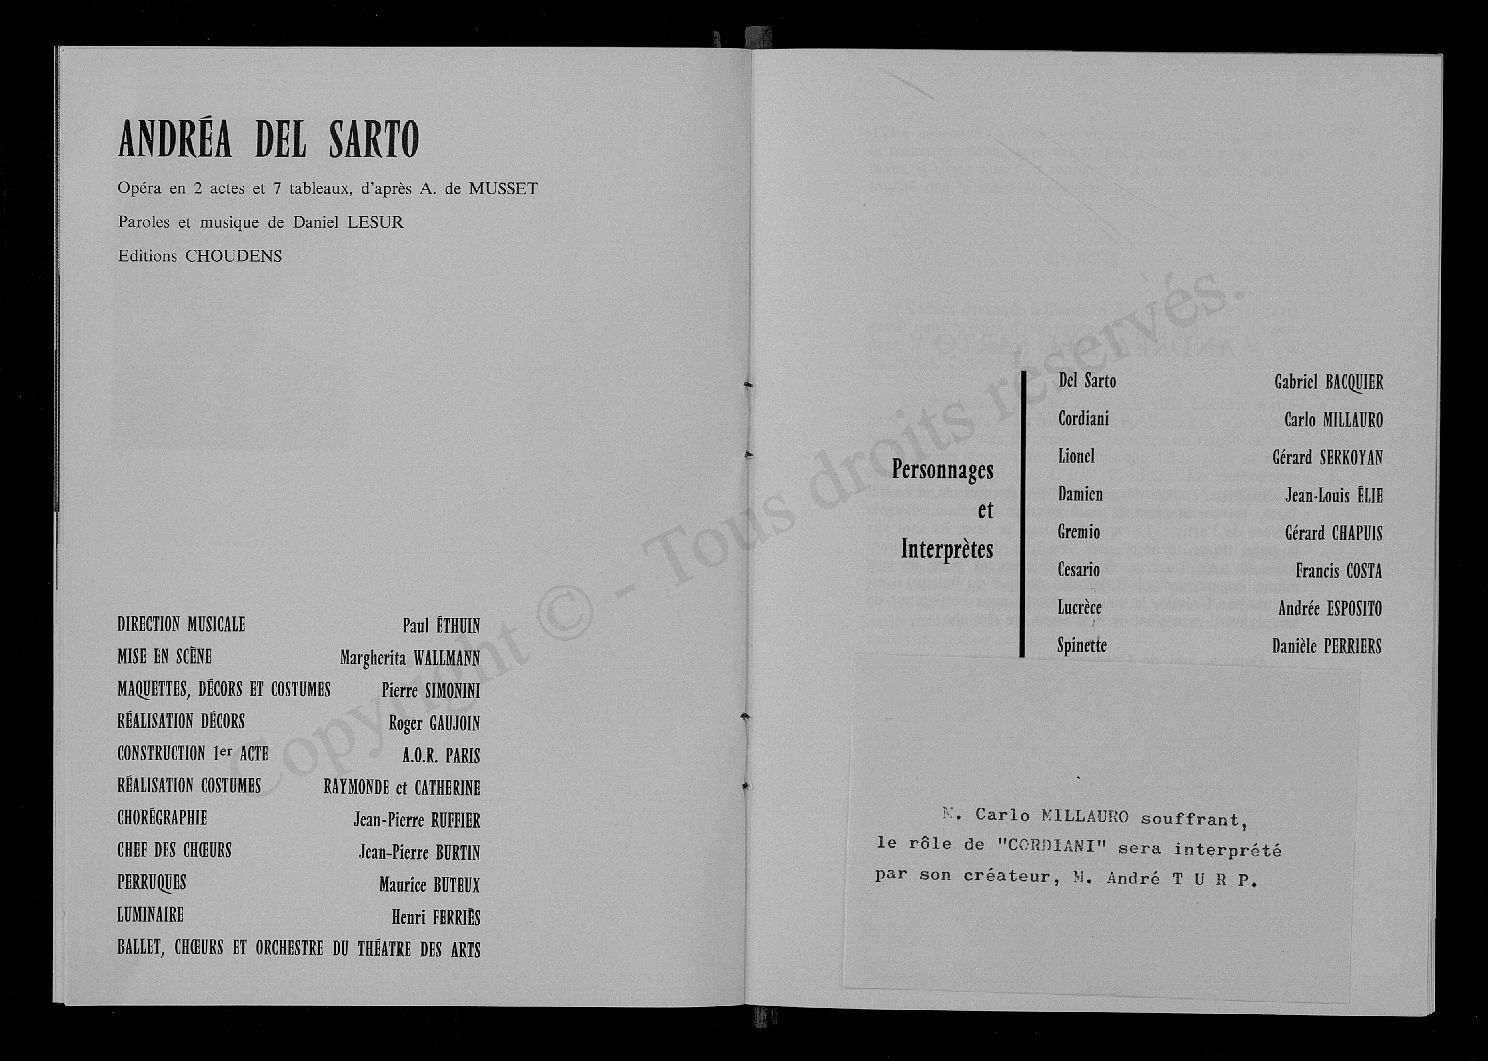 ANDRÉA DEL SARTO
Opéra en 2 actes et 7 tableaux, d'après A. de MUSSET
Paroles et musique de Daniel LESUR
Editions CHOUDENS
DIRECTION MUSICALE Paul ÉTHUIN
MISE EN SCÈNE Margherita WALLMANN
MAQUETTES, DÉCORS ET COSTUMES Pierre SIMONINI
RÉALISATION DÉCORS Roger GAUJOIN
CONSTRUCTION 1er ACTE A.O.R. PARIS
RÉALISATION COSTUMES RAYMONDE et CATHERINE
CHORÉGRAPHIE Jean-Pierre RUFFIER
CHEF DES CHŒURS Jean-Pierre BURTIN
PERRUQUES Maurice BUTEUX
LUMINAIRE Henri FERRIÈS
BALLET, CHŒURS ET ORCHESTRE DU THÉATRE DES ARTS
Personnages
et
Interprètes
Del Sarto Gabriel BACQUIER
Cordiani Carlo MILLAURO
Lionel Gérard SERKOYAN
Damien Jean-Louis ÉLIE
Gremio Gérard CHAPUIS
Cesario Francis COSTA
Lucrèce Andrée ESPOSITO
Spinette Danièle PERRIERS
M. Carlo MILLAURO souffrant,
le rôle de "CORDIANI" sera interprété
par son créateur, M. André T U R P.
Copyright © - Tous droits réservés.